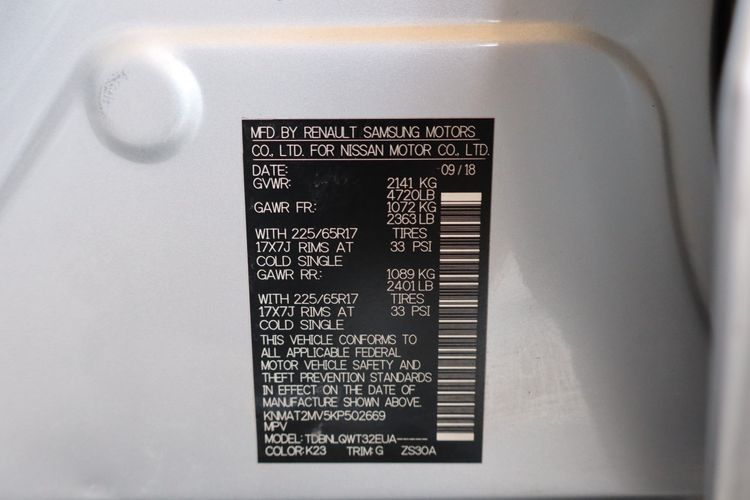 MFD BY RENAULT SAMSUNG MOTORS
CO., LTD. FOR NISSAN MOTOR CO., LTD.
DATE: 09/18
GVWR: 2141 KG
4720LB
GAWR FR: 1072 KG
2363LB
WITH 225/65R17 TIRES
17X7J RIMS AT 33 PSI
COLD SINGLE
GAWR RR: 1089 KG
2401LB
WITH 225/65R17 TIRES
17X7J RIMS AT 33 PSI
COLD SINGLE
THIS VEHICLE CONFORMS TO
ALL APPLICABLE FEDERAL
MOTOR VEHICLE SAFETY AND
THEFT PREVENTION STANDARDS
IN EFFECT ON THE DATE OF
MANUFACTURE SHOWN ABOVE.
KNMAT2MV5KP502669
MPV
MODEL: TDBNLQWT32EUA-----
COLOR:K23 TRIM:G ZS30A